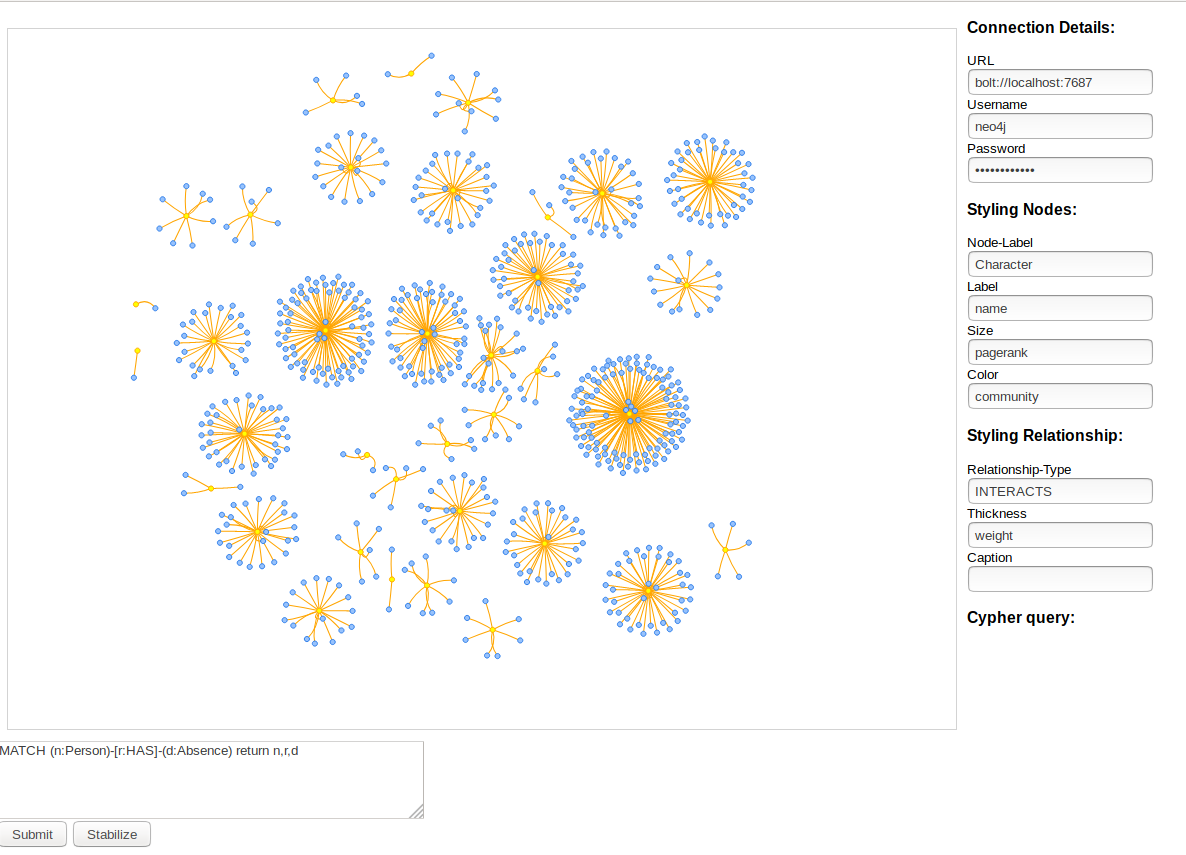 Connection Details:
URL
bolt://localhost:7687
Username
neo4j
Password
••••••••••••
Styling Nodes:
Node-Label
Character
Label
name
Size
pagerank
Color
community
Styling Relationship:
Relationship-Type
INTERACTS
Thickness
weight
Caption
Cypher query:
MATCH (n:Person)-[r:HAS]-(d:Absence) return n,r,d
Submit
Stabilize